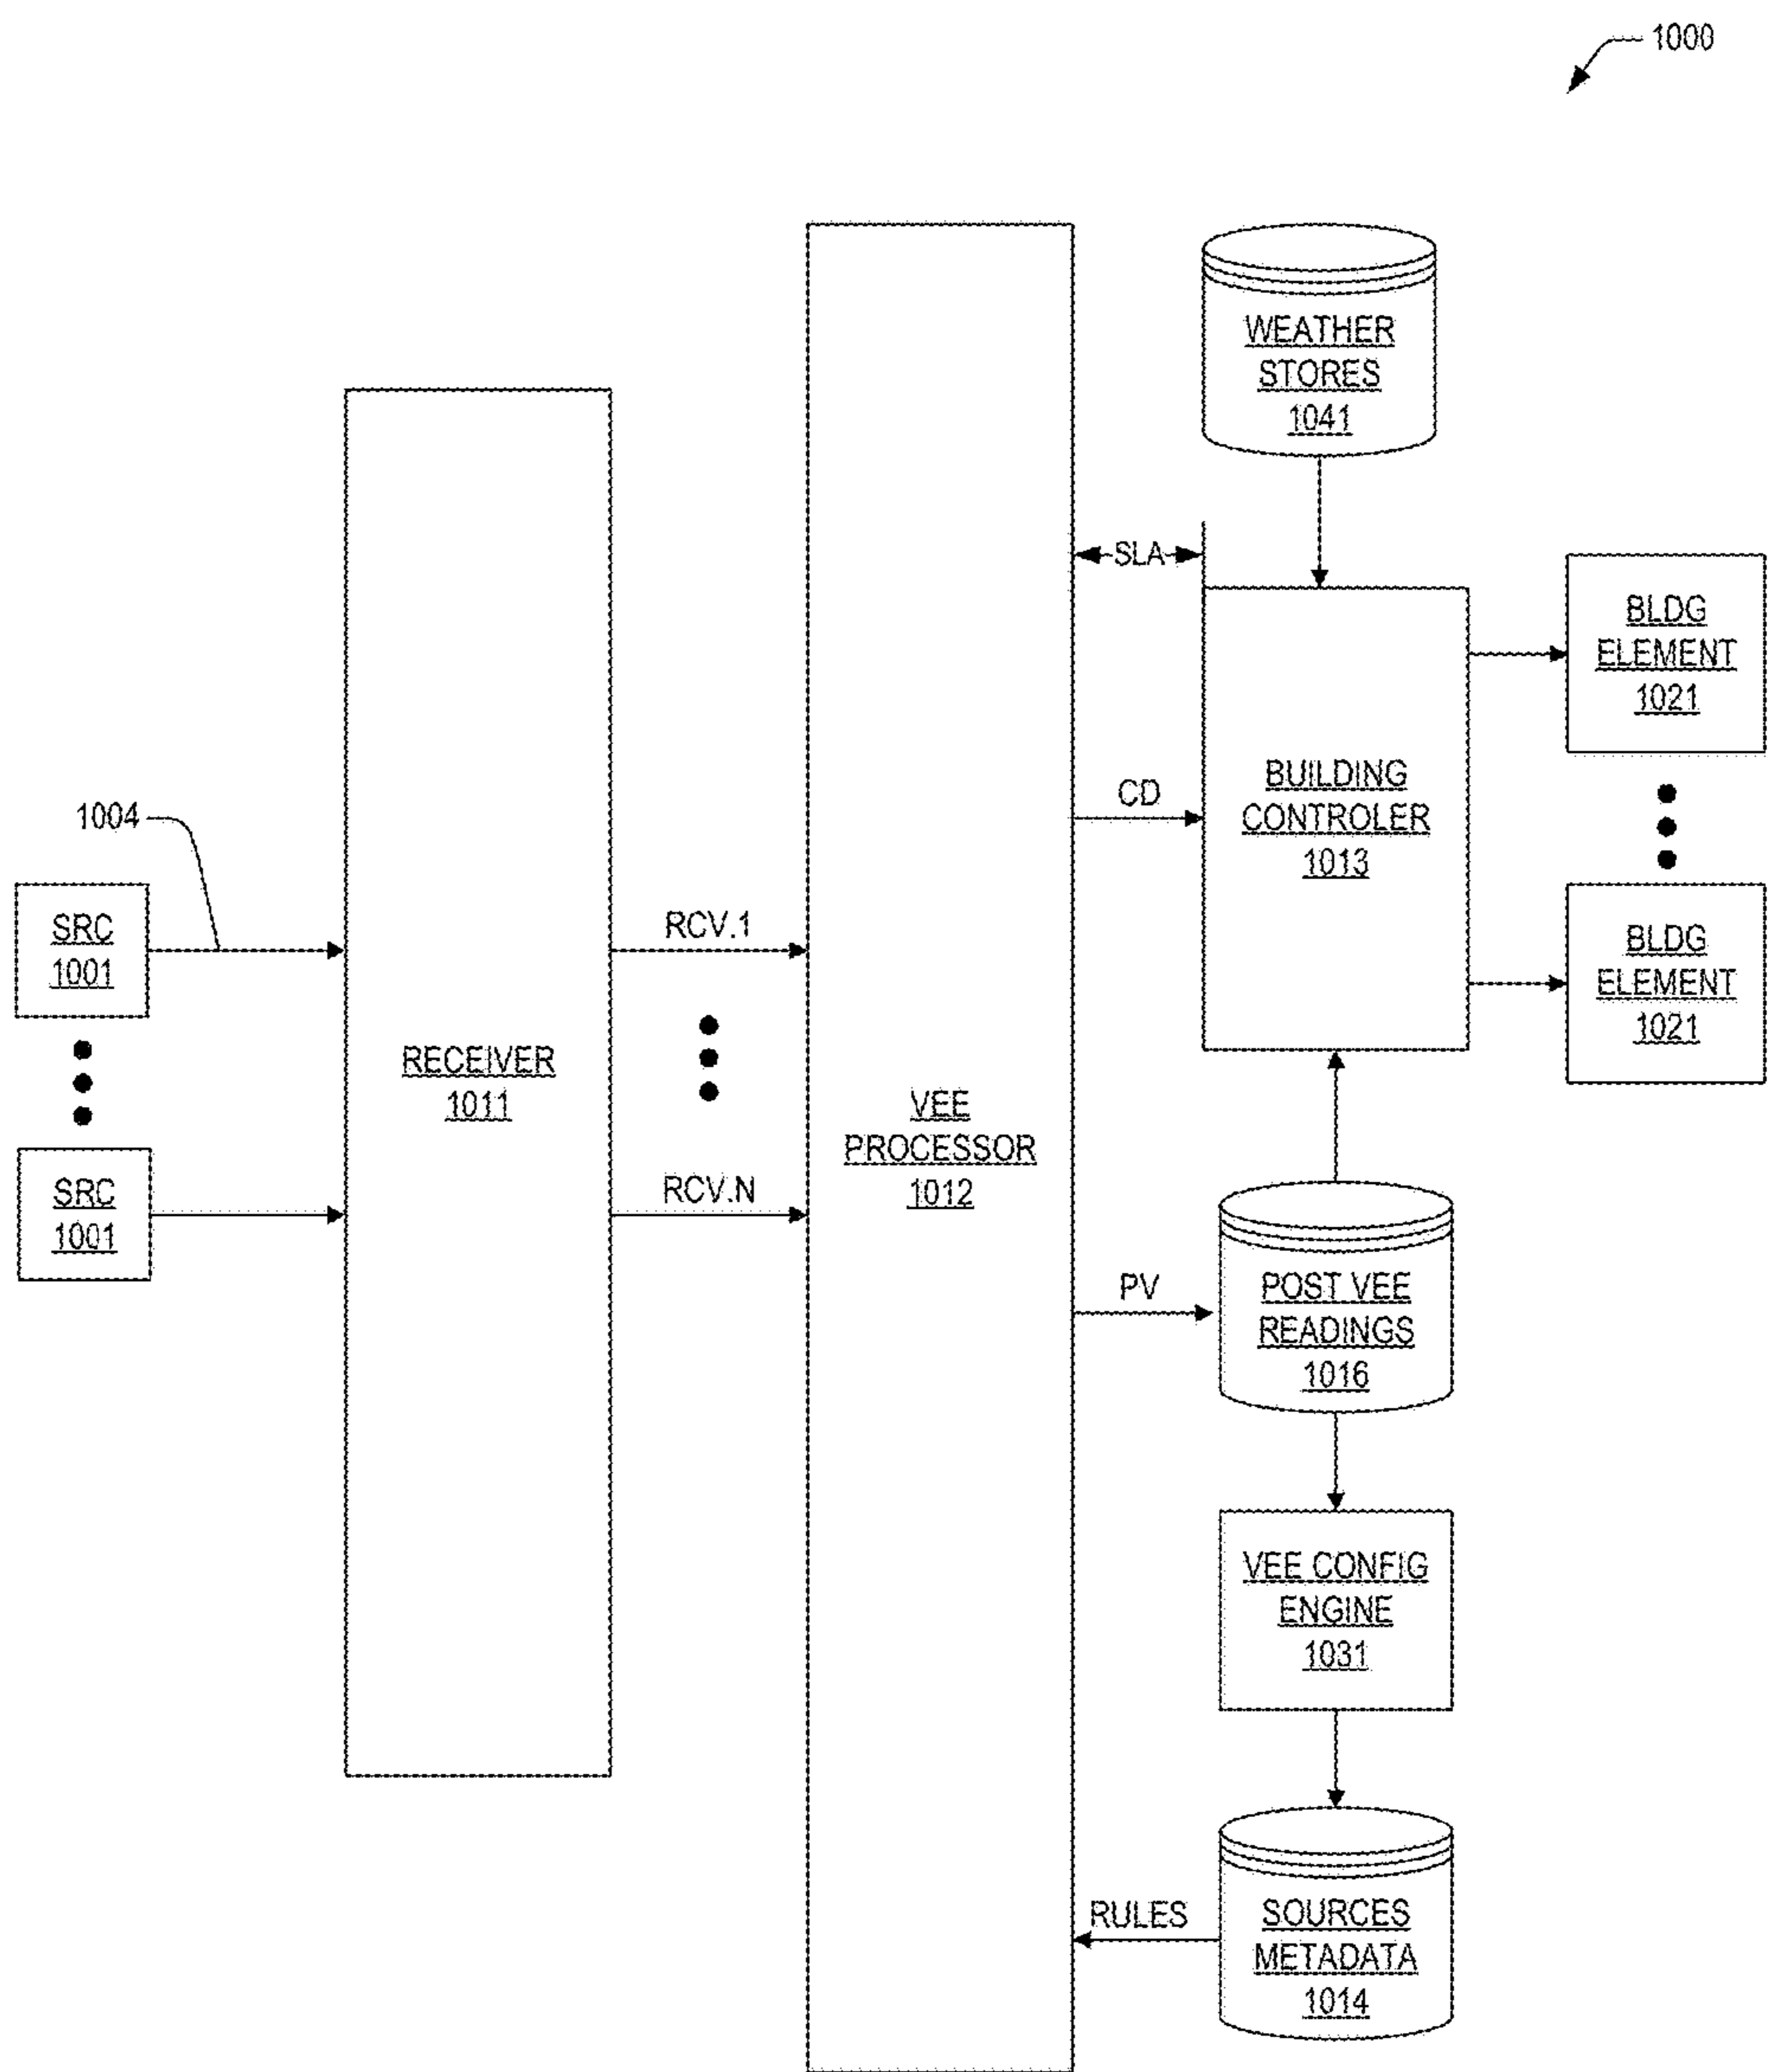 1000
WEATHER
STORES
1041
SLA
BLDG
ELEMENT
1021
BUILDING
CONTROLER
1013
CD
1004
SRC
1001
RCV.1
BLDG
ELEMENT
1021
RECEIVER
1011
VEE
PROCESSOR
1012
SRC
1001
RCV.N
PV
POST VEE
READINGS
1016
VEE CONFIG
ENGINE
1031
RULES
SOURCES
METADATA
1014